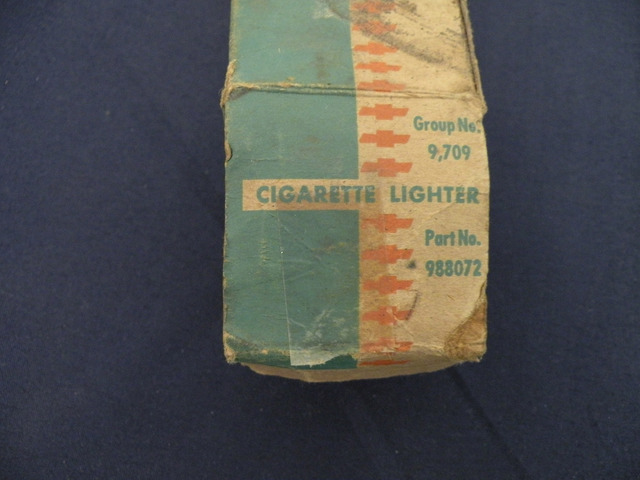 Group No.
9,709
CIGARETTE LIGHTER
Part No.
988072